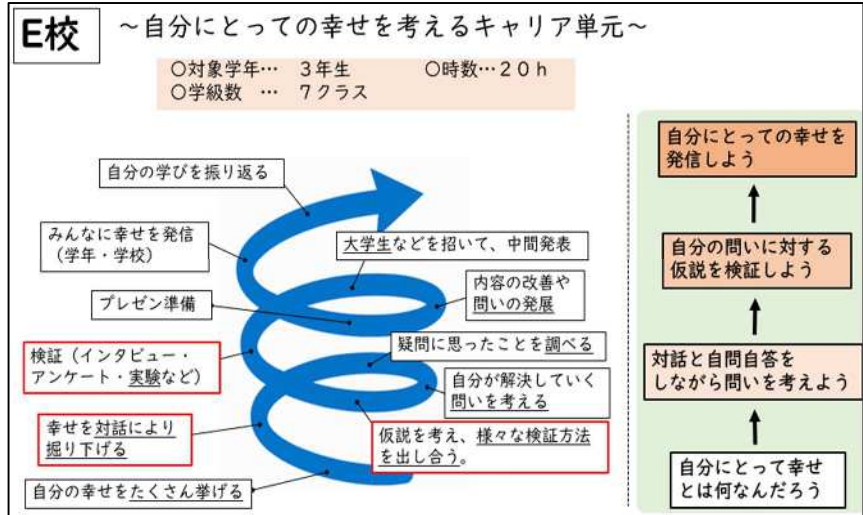 E校
～自分にとっての幸せを考えるキャリア単元～
○対象学年… 3年生 ○時数…20h
○学級数 … 7クラス
自分の学びを振り返る
みんなに幸せを発信
（学年・学校）
大学生などを招いて、中間発表
プレゼン準備
内容の改善や
問いの発展
検証（インタビュー・
アンケート・実験など）
疑問に思ったことを調べる
自分が解決していく
問いを考える
幸せを対話により
掘り下げる
仮説を考え、様々な検証方法
を出し合う。
自分の幸せをたくさん挙げる
自分にとっての幸せを
発信しよう
自分の問いに対する
仮説を検証しよう
対話と自問自答を
しながら問いを考えよう
自分にとって幸せ
とは何なんだろう